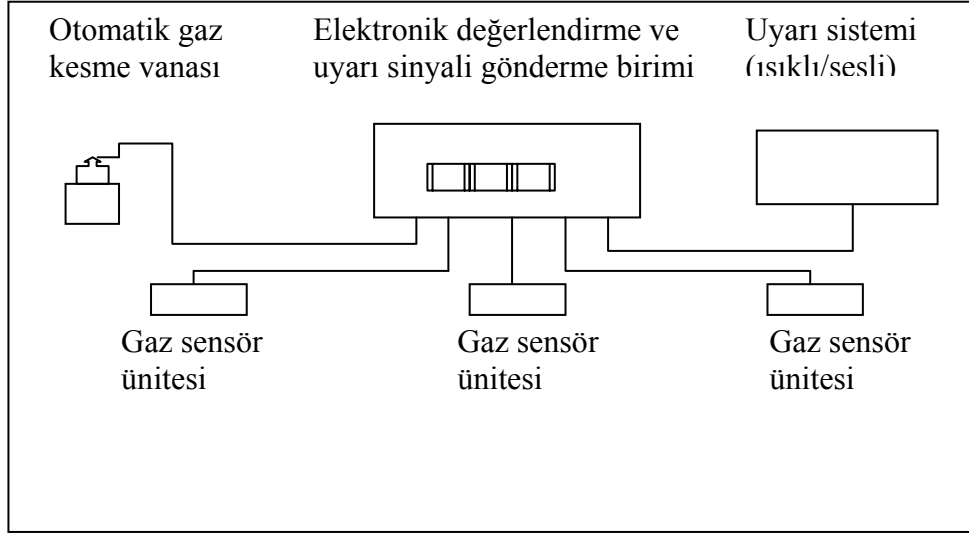 Otomatik gaz
kesme vanası
Elektronik değerlendirme ve
uyarı sinyali gönderme birimi
Uyarı sistemi
(ışıklı/sesli)
Gaz sensör
ünitesi
Gaz sensör
ünitesi
Gaz sensör
ünitesi